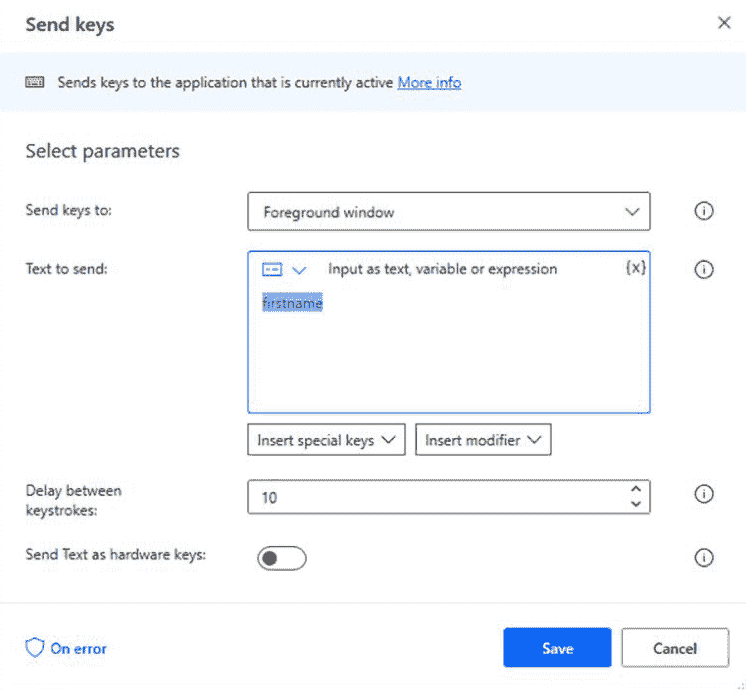 Send keys
Sends keys to the application that is currently active More info
Select parameters
Send keys to:
Foreground window
Text to send:
Input as text, variable or expression
{x}
firstname
Insert special keys
Insert modifier
Delay between
keystrokes:
10
Send Text as hardware keys:
On error
Save
Cancel